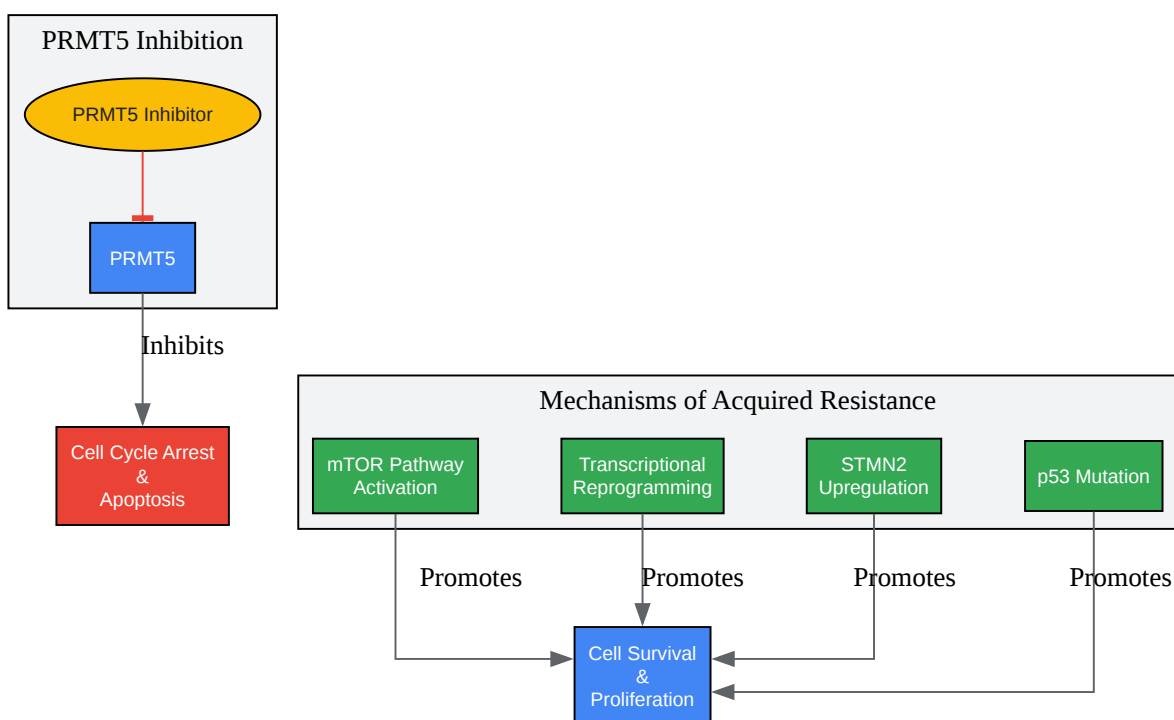 PRMT5 Inhibition
PRMT5 Inhibitor
PRMT5
Inhibits
Cell Cycle Arrest
&
Apoptosis
Mechanisms of Acquired Resistance
mTOR Pathway
Activation
Transcriptional
Reprogramming
STMN2
Upregulation
p53 Mutation
Promotes
Promotes
Promotes
Promotes
Cell Survival
&
Proliferation